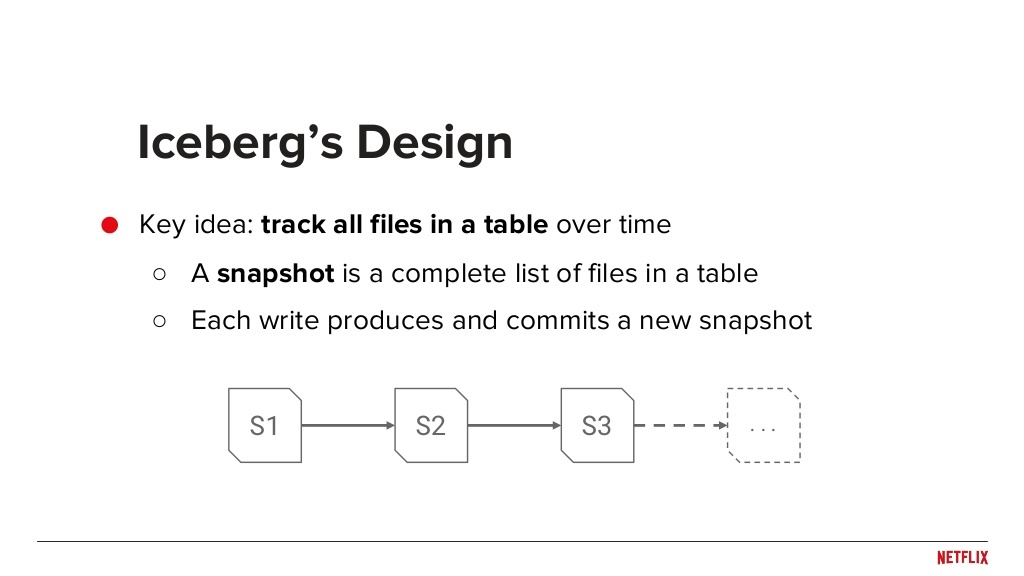 Iceberg’s Design
● Key idea: track all files in a table over time
○ A snapshot is a complete list of files in a table
○ Each write produces and commits a new snapshot
S1 S2 S3 ...
NETFLIX